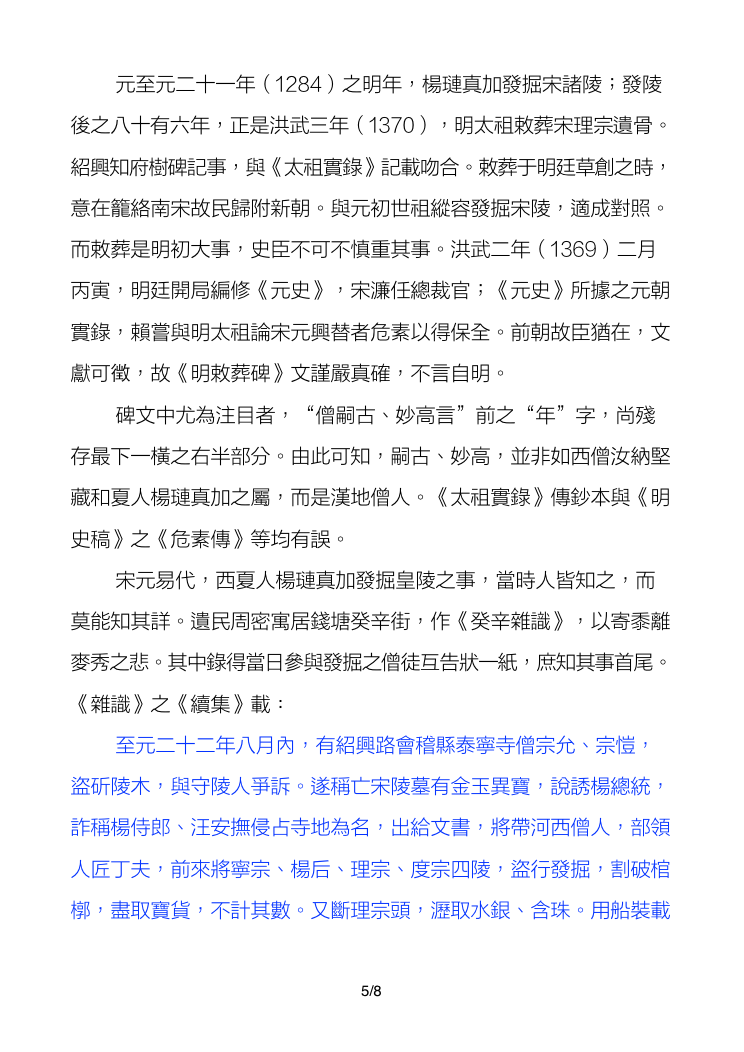 元至元二十一年（1284）之明年，楊璉真加發掘宋諸陵；發陵
後之八十有六年，正是洪武三年（1370），明太祖敕葬宋理宗遺骨。
紹興知府樹碑記事，與《太祖實錄》記載吻合。敕葬于明廷草創之時，
意在籠絡南宋故民歸附新朝。與元初世祖縱容發掘宋陵，適成對照。
而敕葬是明初大事，史臣不可不慎重其事。洪武二年（1369）二月
丙寅，明廷開局編修《元史》，宋濂任總裁官；《元史》所據之元朝
實錄，賴嘗與明太祖論宋元興替者危素以得保全。前朝故臣猶在，文
獻可徵，故《明敕葬碑》文謹嚴真確，不言自明。
碑文中尤為注目者，“僧嗣古、妙高言”前之“年”字，尚殘
存最下一橫之右半部分。由此可知，嗣古、妙高，並非如西僧汝納堅
藏和夏人楊璉真加之屬，而是漢地僧人。《太祖實錄》傳鈔本與《明
史稿》之《危素傳》等均有誤。
宋元易代，西夏人楊璉真加發掘皇陵之事，當時人皆知之，而
莫能知其詳。遺民周密寓居錢塘癸辛街，作《癸辛雜識》，以寄黍離
麥秀之悲。其中錄得當日參與發掘之僧徒互告狀一紙，庶知其事首尾。
《雜識》之《續集》載：
至元二十二年八月內，有紹興路會稽縣泰寧寺僧宗允、宗愷，
盜斫陵木，與守陵人爭訴。遂稱亡宋陵墓有金玉異寶，說誘楊總統，
詐稱楊侍郎、汪安撫侵占寺地為名，出給文書，將帶河西僧人，部領
人匠丁夫，前來將寧宗、楊后、理宗、度宗四陵，盜行發掘，割破棺
槨，盡取寶貨，不計其數。又斷理宗頭，瀝取水銀、含珠。用船裝載
5/8